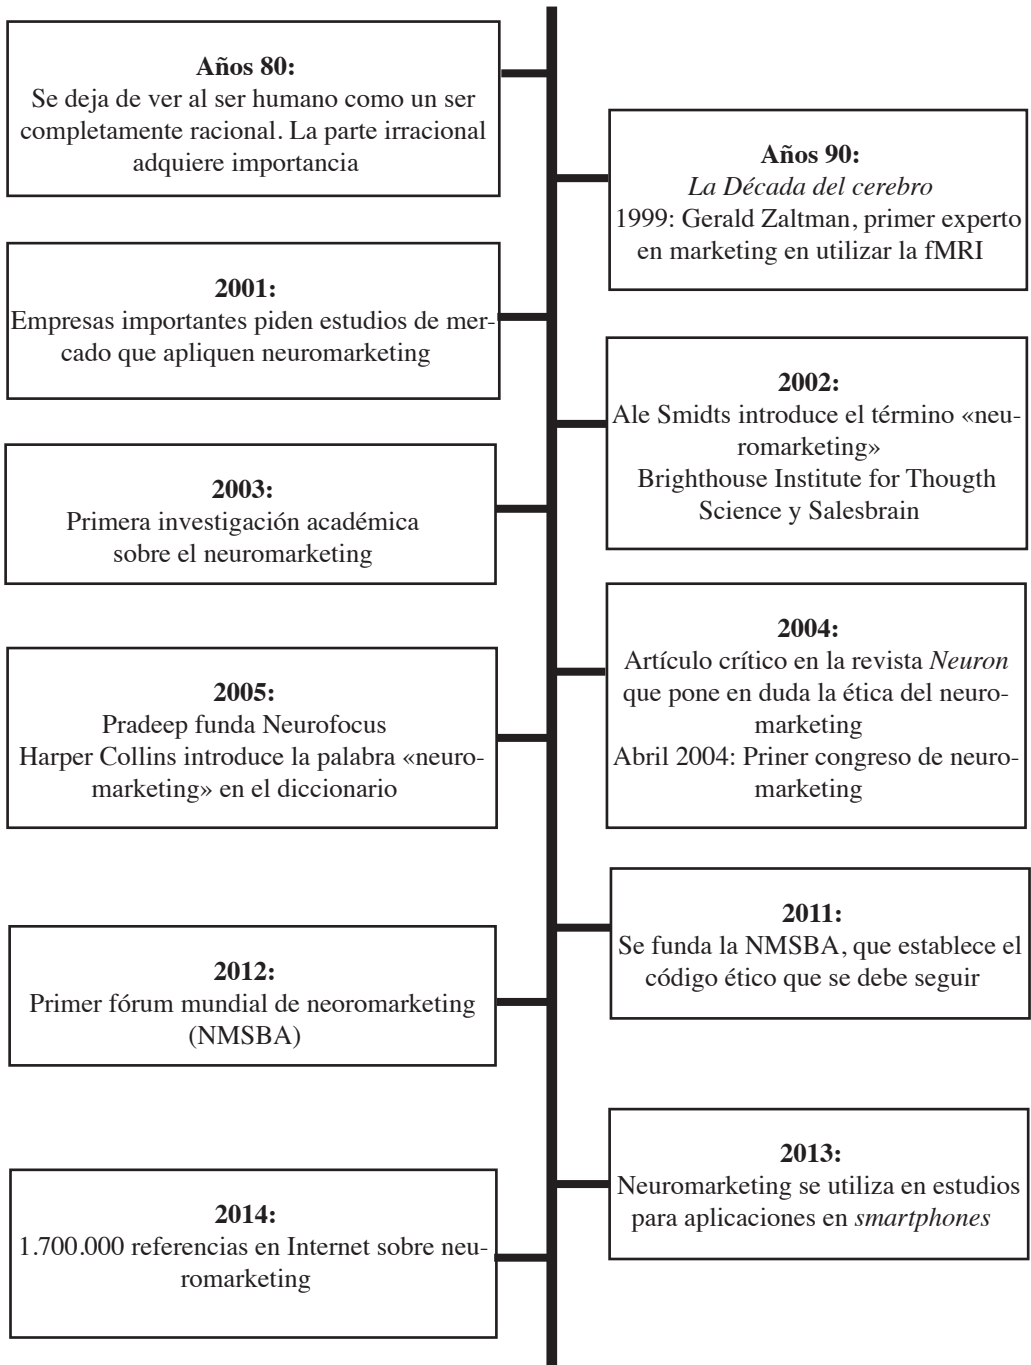 Años 80:
Se deja de ver al ser humano como un ser
completamente racional. La parte irracional
adquiere importancia
Años 90:
La Década del cerebro
1999: Gerald Zaltman, primer experto
en marketing en utilizar la fMRI
2001:
Empresas importantes piden estudios de mer-
cado que apliquen neuromarketing
2002:
Ale Smidts introduce el término «neu-
romarketing»
Brighthouse Institute for Thougth
Science y Salesbrain
2003:
Primera investigación académica
sobre el neuromarketing
2004:
Artículo crítico en la revista Neuron
que pone en duda la ética del neuro-
marketing
Abril 2004: Priner congreso de neuro-
marketing
2005:
Pradeep funda Neurofocus
Harper Collins introduce la palabra «neuro-
marketing» en el diccionario
2011:
Se funda la NMSBA, que establece el
código ético que se debe seguir
2012:
Primer fórum mundial de neoromarketing
(NMSBA)
2013:
Neuromarketing se utiliza en estudios
para aplicaciones en smartphones
2014:
1.700.000 referencias en Internet sobre neu-
romarketing